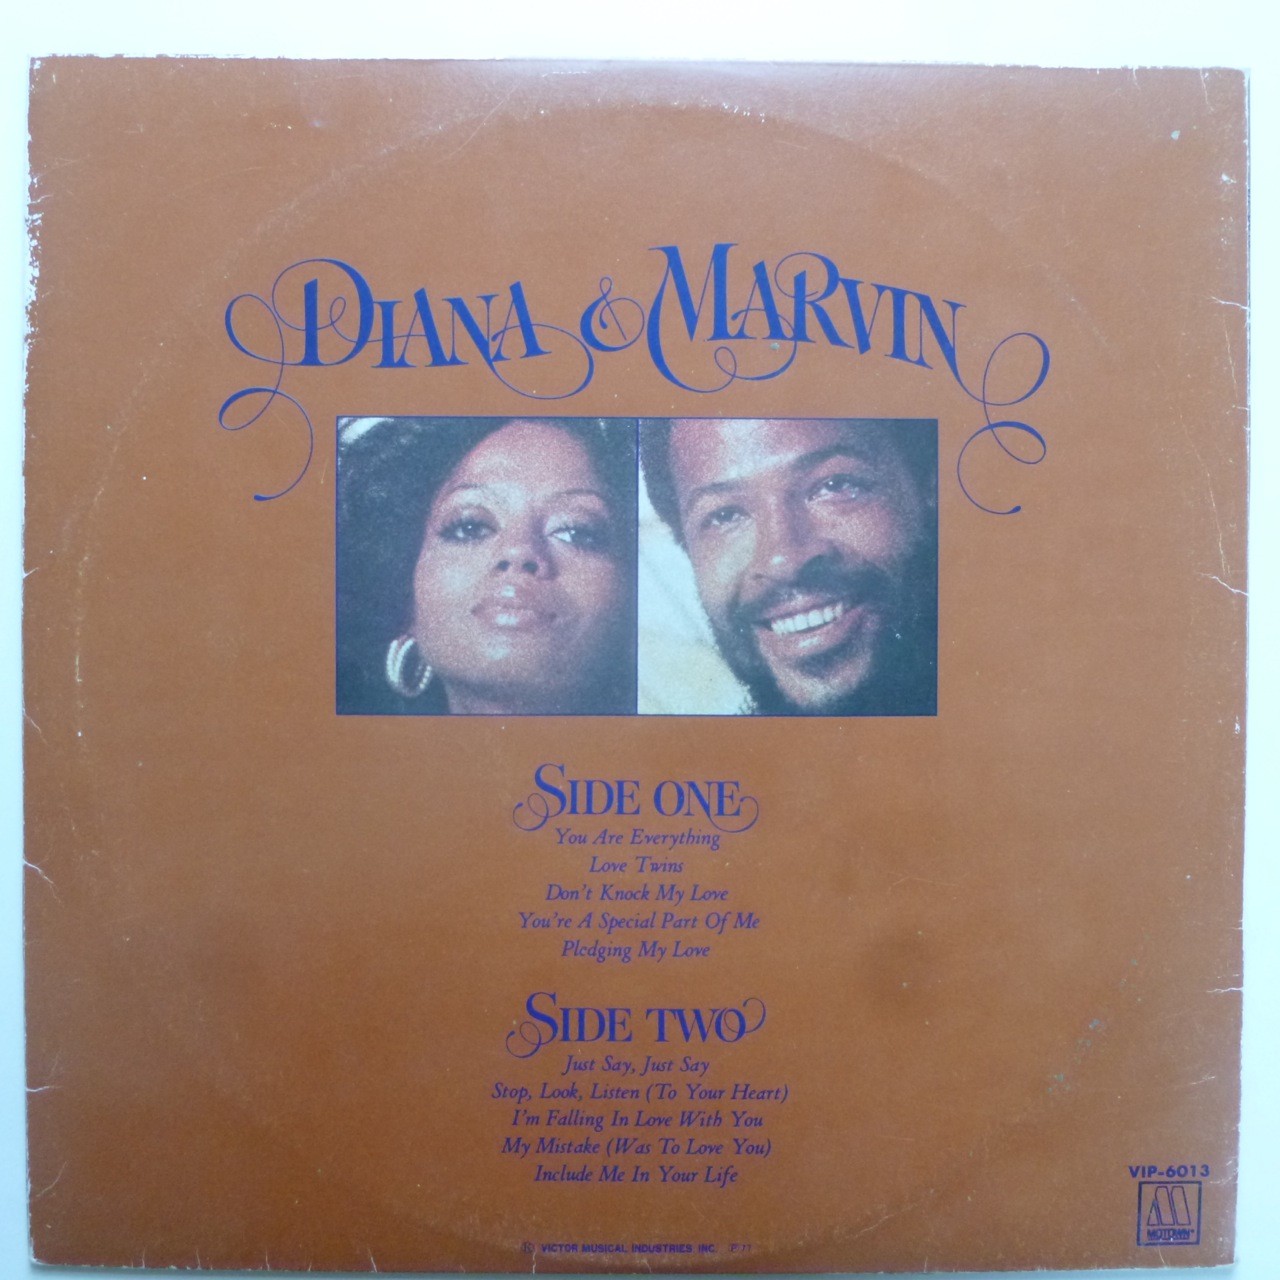 DIANA & MARVIN
SIDE ONE
You Are Everything
Love Twins
Don't Knock My Love
You're A Special Part Of Me
Pledging My Love
SIDE TWO
Just Say, Just Say
Stop, Look, Listen (To Your Heart)
I'm Falling In Love With You
My Mistake (Was To Love You)
Include Me In Your Life
VIP-6013
MOTOWN
VICTOR MUSICAL INDUSTRIES INC.